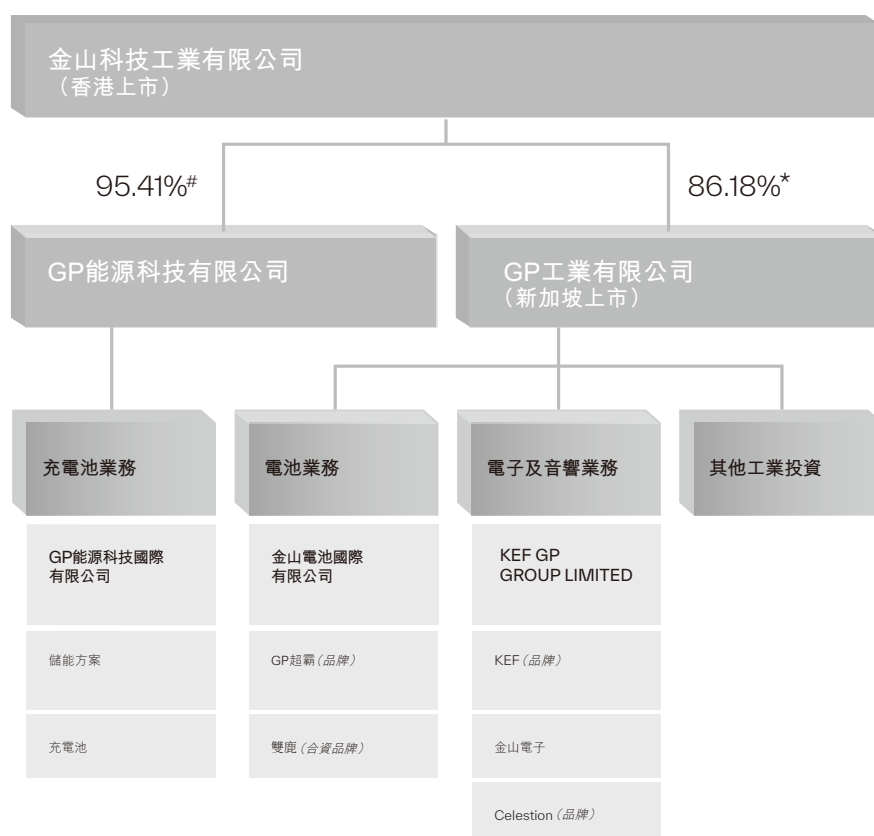 金山科技工業有限公司
（香港上市）
95.41%#
86.18%*
GP能源科技有限公司
GP工業有限公司
（新加坡上市）
充電池業務
電池業務
電子及音響業務
其他工業投資
GP能源科技國際
有限公司
金山電池國際
有限公司
KEF GP
GROUP LIMITED
儲能方案
GP超霸（品牌）
KEF（品牌）
充電池
雙鹿（合資品牌）
金山電子
Celestion（品牌）